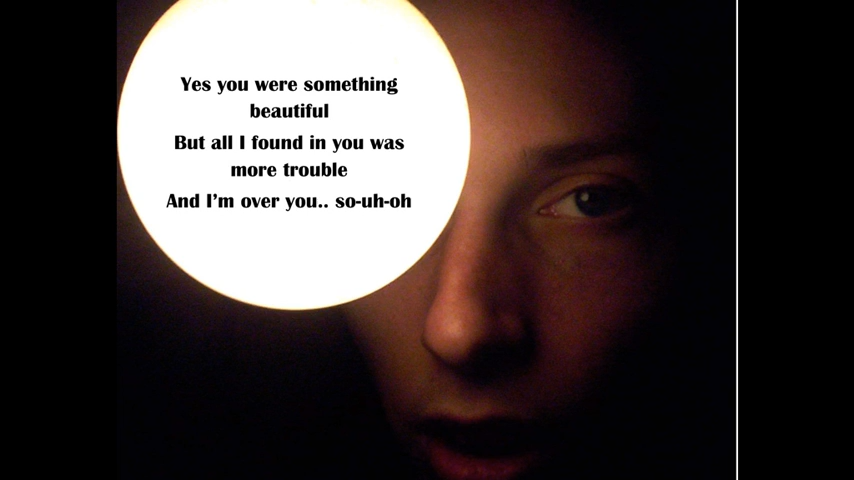 Yes you were something
beautiful
But all I found in you was
more trouble
And I'm over you.. so-uh-oh